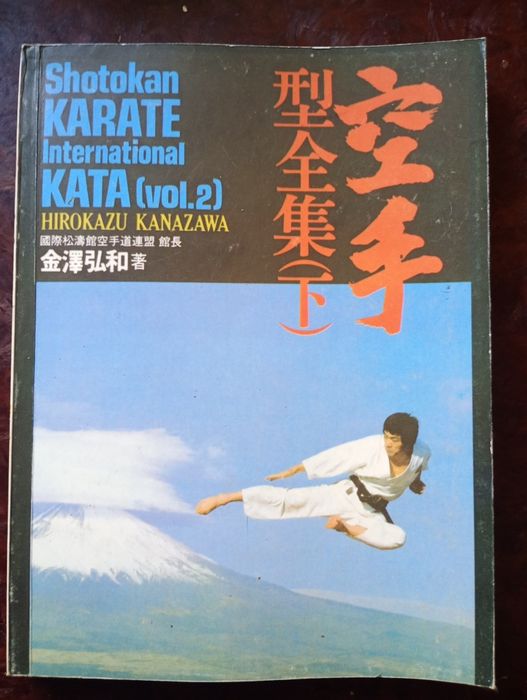 Shotokan
KARATE
International
KATA (vol.2)
HIROKAZU KANAZAWA
國際松濤館空手道連盟 館長
金澤弘和著
空手
型全集(下)